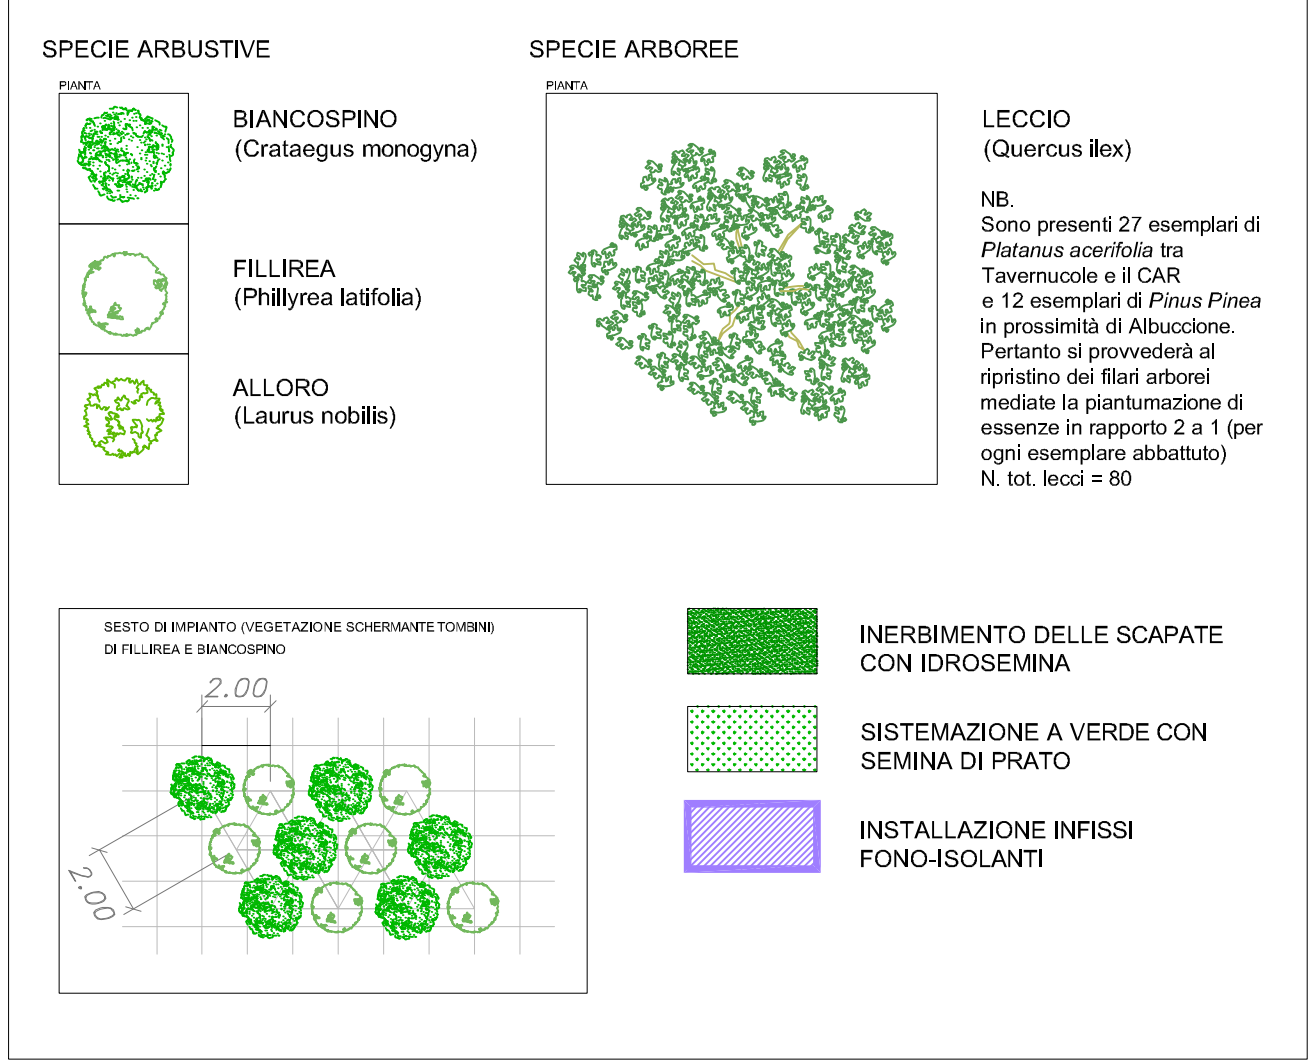 SPECIE ARBUSTIVE
PIANTA
BIANCOSPINO
(Crataegus monogyna)
FILLIREA
(Phillyrea latifolia)
ALLORO
(Laurus nobilis)
SPECIE ARBOREE
PIANTA
LECCIO
(Quercus ilex)
NB.
Sono presenti 27 esemplari di
Platanus acerifolia tra
Tavernucole e il CAR
e 12 esemplari di Pinus Pinea
in prossimità di Albuccione.
Pertanto si provvederà al
ripristino dei filari arborei
mediate la piantumazione di
essenze in rapporto 2 a 1 (per
ogni esemplare abbattuto)
N. tot. lecci = 80
SESTO DI IMPIANTO (VEGETAZIONE SCHERMANTE TOMBINI)
DI FILLIREA E BIANCOSPINO
2.00
2.00
INERBIMENTO DELLE SCAPATE
CON IDROSEMINA
SISTEMAZIONE A VERDE CON
SEMINA DI PRATO
INSTALLAZIONE INFISSI
FONO-ISOLANTI